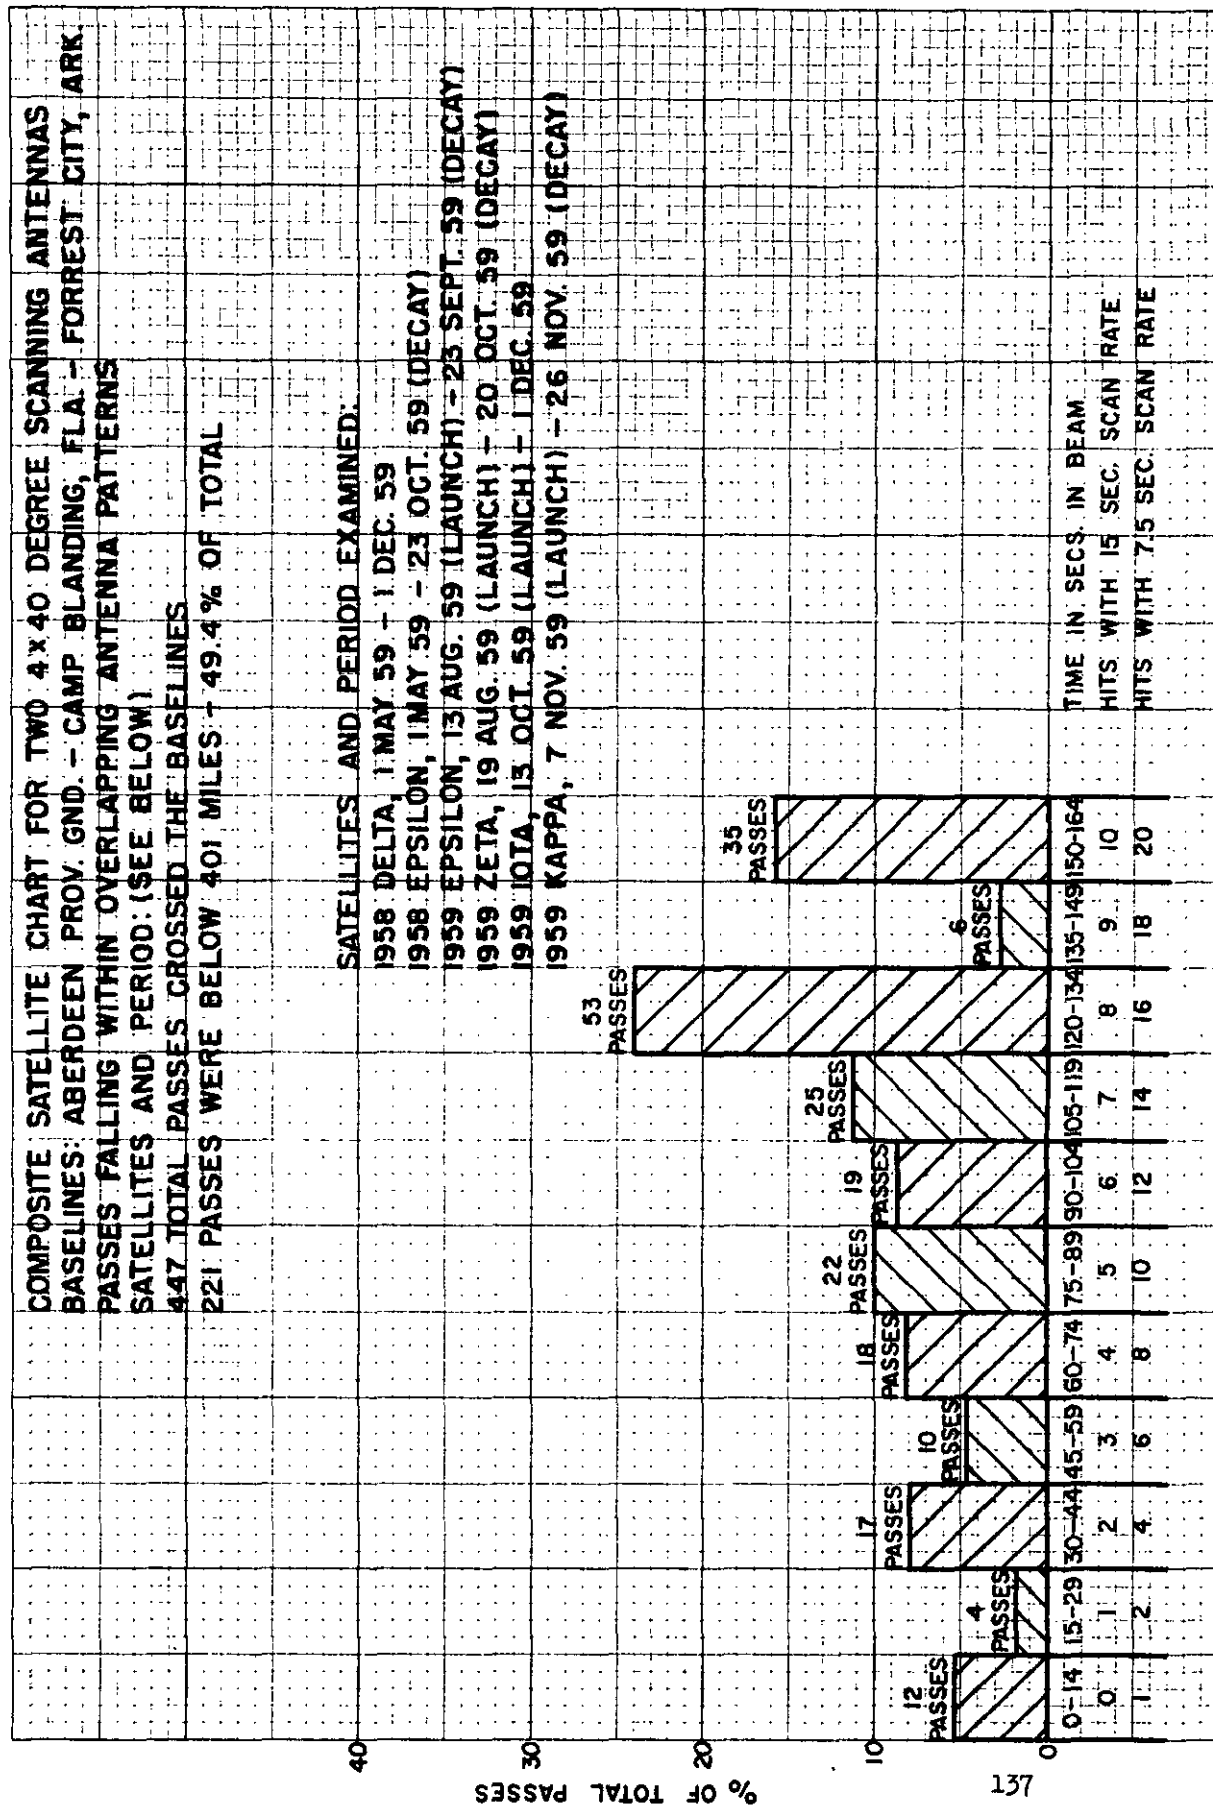 COMPOSITE SATELLITE CHART FOR TWO 4×40 DEGREE SCANNING ANTENNAS
BASELINES: ABERDEEN PROV. GND. - CAMP BLANDING, FLA. - FORREST CITY, ARK.
PASSES FALLING WITHIN OVERLAPPING ANTENNA PATTERNS
SATELLITES AND PERIOD: (SEE BELOW)
447 TOTAL PASSES CROSSED THE BASELINES
221 PASSES WERE BELOW 401 MILES - 49.4% OF TOTAL
SATELLITES AND PERIOD EXAMINED:
1958 DELTA, 1 MAY 59 - 1 DEC. 59
1958 EPSILON, 1 MAY 59 - 23 OCT. 59 (DECAY)
1959 EPSILON, 13 AUG. 59 (LAUNCH) - 23 SEPT. 59 (DECAY)
1959 ZETA, 19 AUG. 59 (LAUNCH) - 20 OCT. 59 (DECAY)
1959 IOTA, 13 OCT. 59 (LAUNCH) - 1 DEC. 59
1959 KAPPA, 7 NOV. 59 (LAUNCH) - 26 NOV. 59 (DECAY)
% OF TOTAL PASSES
40
30
20
10
0
12 PASSES
4 PASSES
17 PASSES
10 PASSES
18 PASSES
22 PASSES
19 PASSES
25 PASSES
53 PASSES
6 PASSES
35 PASSES
0-14 15-29 30-44 45-59 60-74 75-89 90-104 105-119 120-134 135-149 150-164 TIME IN SECS. IN BEAM
0 1 2 3 4 5 6 7 8 9 10 HITS WITH 15 SEC. SCAN RATE
1 2 4 6 8 10 12 14 16 18 20 HITS WITH 7.5 SEC. SCAN RATE
137